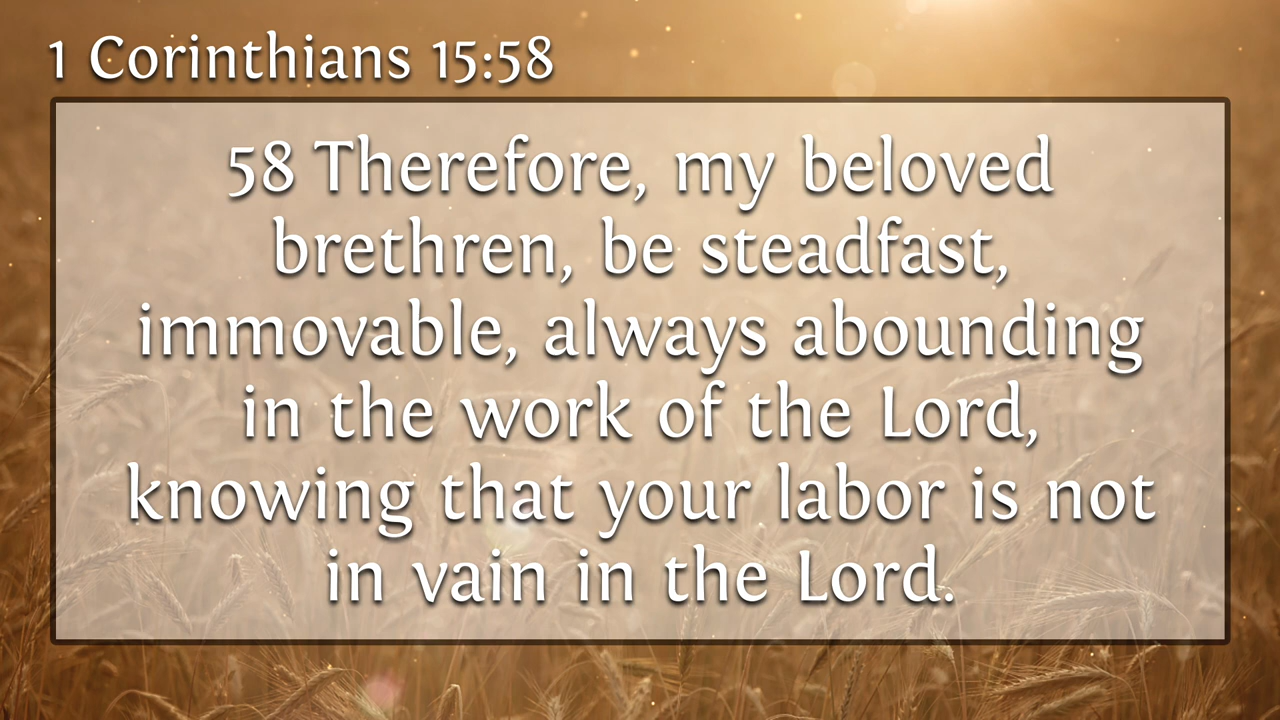 1 Corinthians 15:58
58 Therefore, my beloved
brethren, be steadfast,
immovable, always abounding
in the work of the Lord,
knowing that your labor is not
in vain in the Lord.